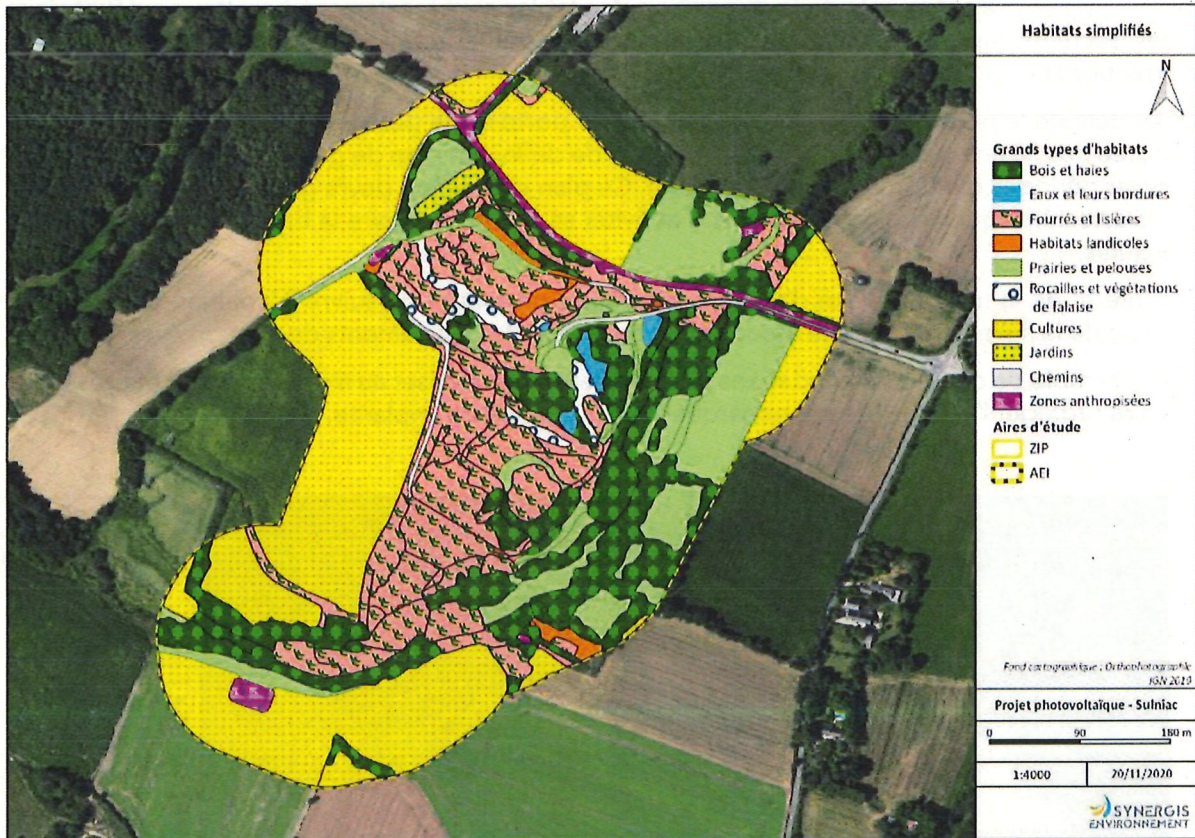 Habitats simplifiés
N
Grands types d'habitats
Bois et haies
Eaux et leurs bordures
Fourrés et lisières
Habitats landicoles
Prairies et pelouses
Rocailles et végétations
de falaise
Cultures
Jardins
Chemins
Zones anthropisées
Aires d'étude
ZIP
AEI
Fond cartographique : Orthophotographie
IGN 2019
Projet photovoltaïque - Sulniac
0 90 180 m
1:4000 20/11/2020
SYNERGIS
ENVIRONNEMENT